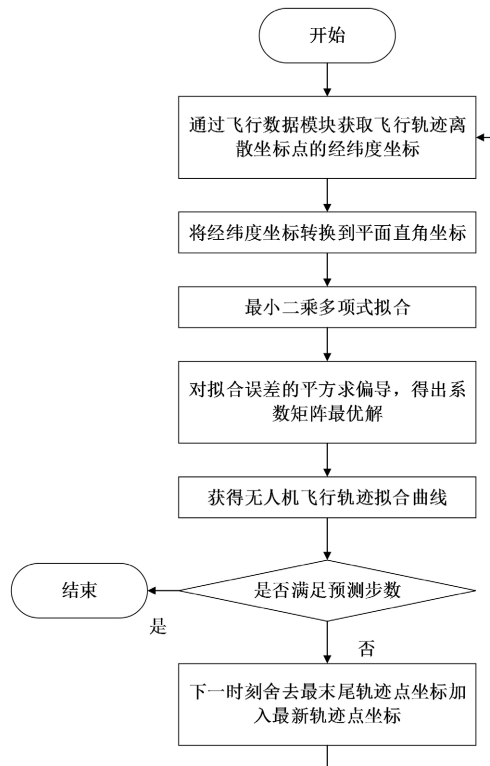 开始
通过飞行数据模块获取飞行轨迹离
散坐标点的经纬度坐标
将经纬度坐标转换到平面直角坐标
最小二乘多项式拟合
对拟合误差的平方求偏导，得出系
数矩阵最优解
获得无人机飞行轨迹拟合曲线
是否满足预测步数
结束
是
否
下一时刻舍去最末尾轨迹点坐标加
入最新轨迹点坐标